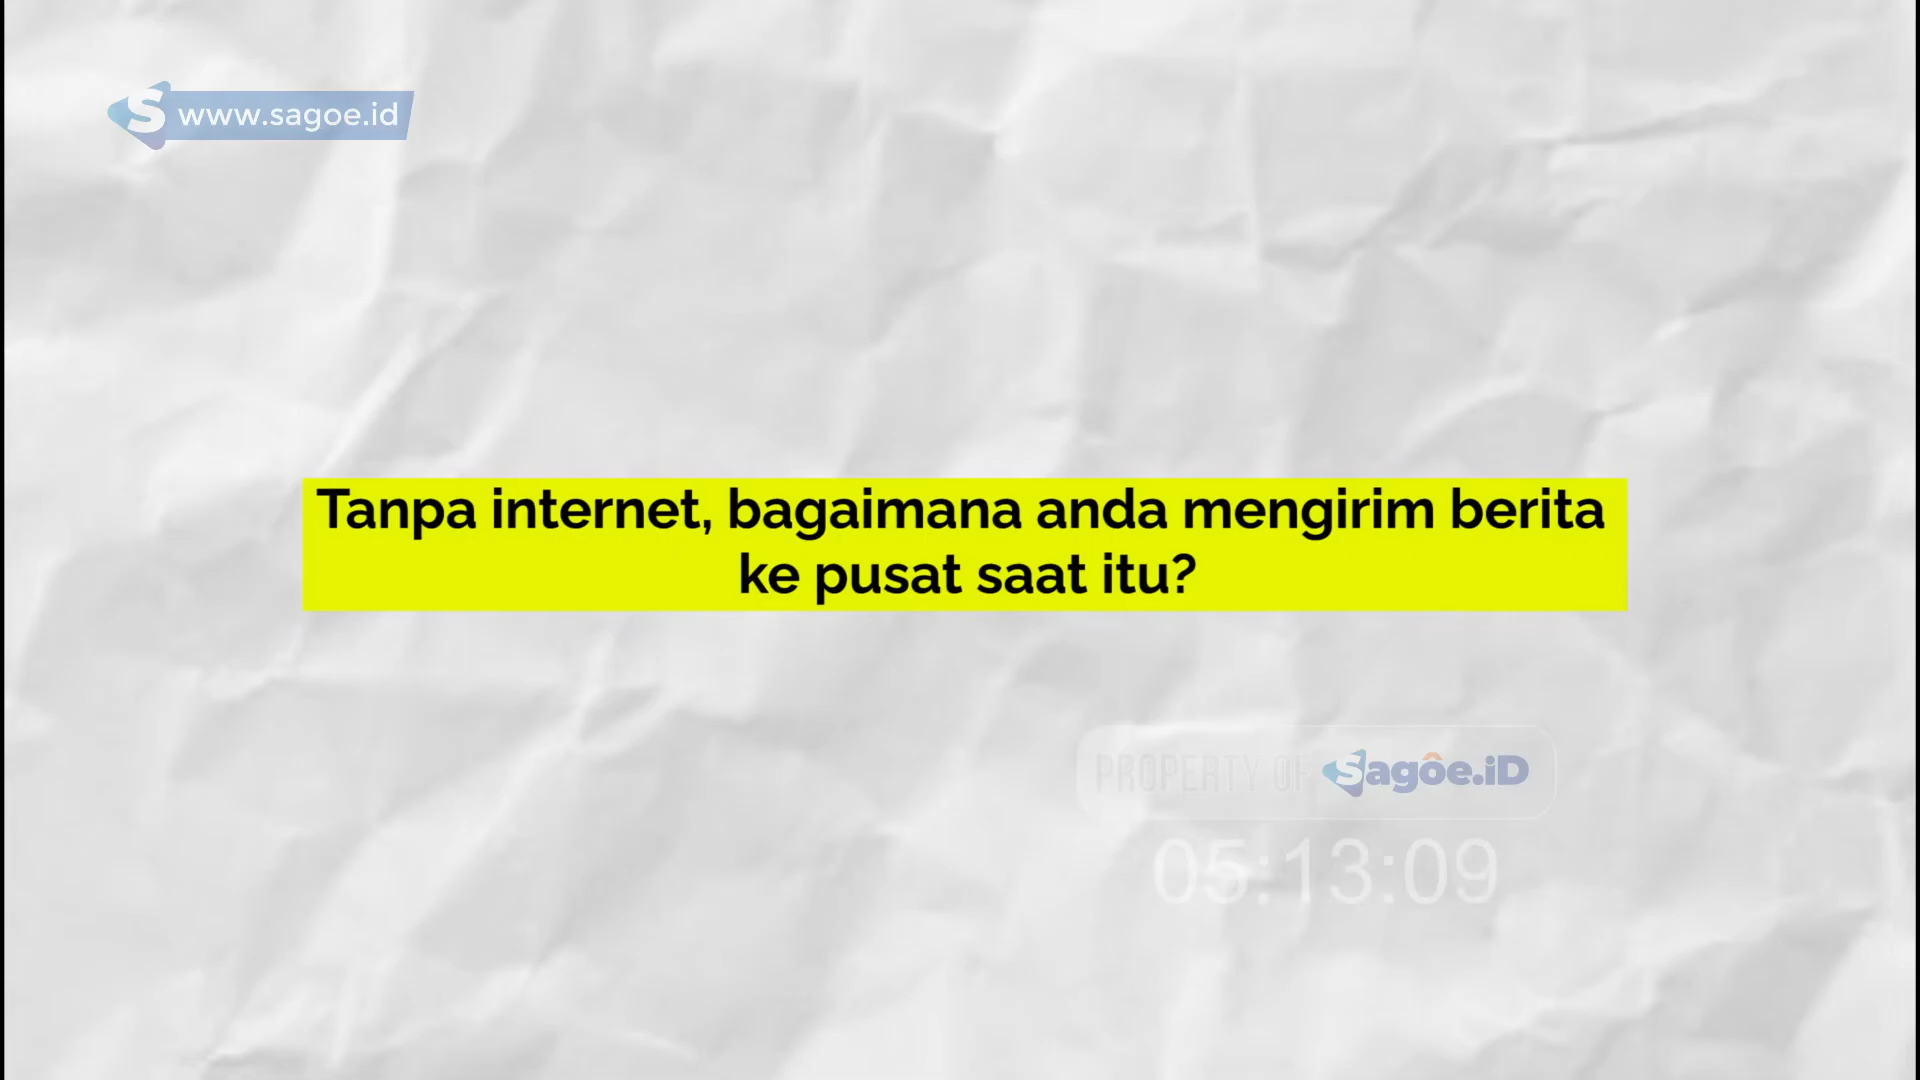 www.sagoe.id
Tanpa internet, bagaimana anda mengirim berita
ke pusat saat itu?
PROPERTY OF Sagôe.iD
05:13:09